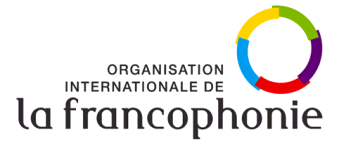 ORGANISATION
INTERNATIONALE DE
la francophonie